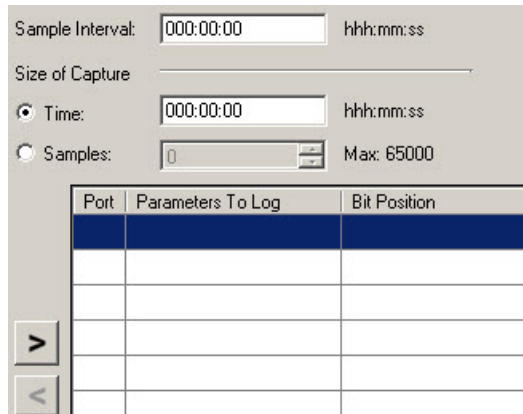 Sample Interval: 000:00:00 hhh:mm:ss
Size of Capture
Time: 000:00:00 hhh:mm:ss
Samples: 0 Max: 65000
Port Parameters To Log Bit Position
>
<